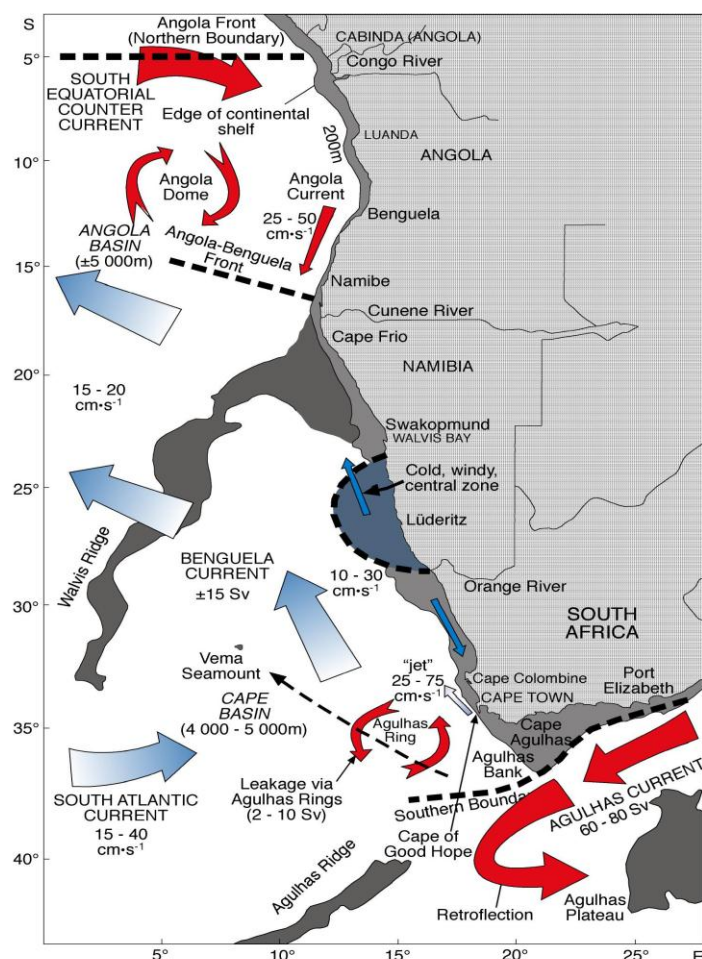 S
5°
10°
15°
20°
25°
30°
35°
40°
Angola Front
(Northern Boundary)
CABINDA (ANGOLA)
Congo River
SOUTH
EQUATORIAL
COUNTER
CURRENT
Edge of continental
shelf
200m
LUANDA
ANGOLA
Angola
Dome
Angola
Current
25 - 50
cm•s-1
Benguela
ANGOLA
BASIN
(±5 000m)
Angola-Benguela
Front
Namibe
Cunene River
Cape Frio
NAMIBIA
15 - 20
cm•s-1
Swakopmund
WALVIS BAY
Cold, windy,
central zone
Lüderitz
Walvis Ridge
BENGUELA
CURRENT
±15 Sv
10 - 30
cm•s-1
Orange River
SOUTH
AFRICA
Vema
Seamount
"jet"
25 - 75
cm•s-1
Cape Colombine
CAPE TOWN
Port
Elizabeth
CAPE
BASIN
(4 000 - 5 000m)
Agulhas
Ring
Cape
Agulhas
Agulhas
Bank
Leakage via
Agulhas Rings
(2 - 10 Sv)
SOUTH ATLANTIC
CURRENT
15 - 40
cm•s-1
Southern Bounda
AGULHAS CURRENT
60 - 80 Sv
Cape of
Good Hope
Agulhas Ridge
Retroflection
Agulhas
Plateau
5°
10°
15°
20°
25°
E